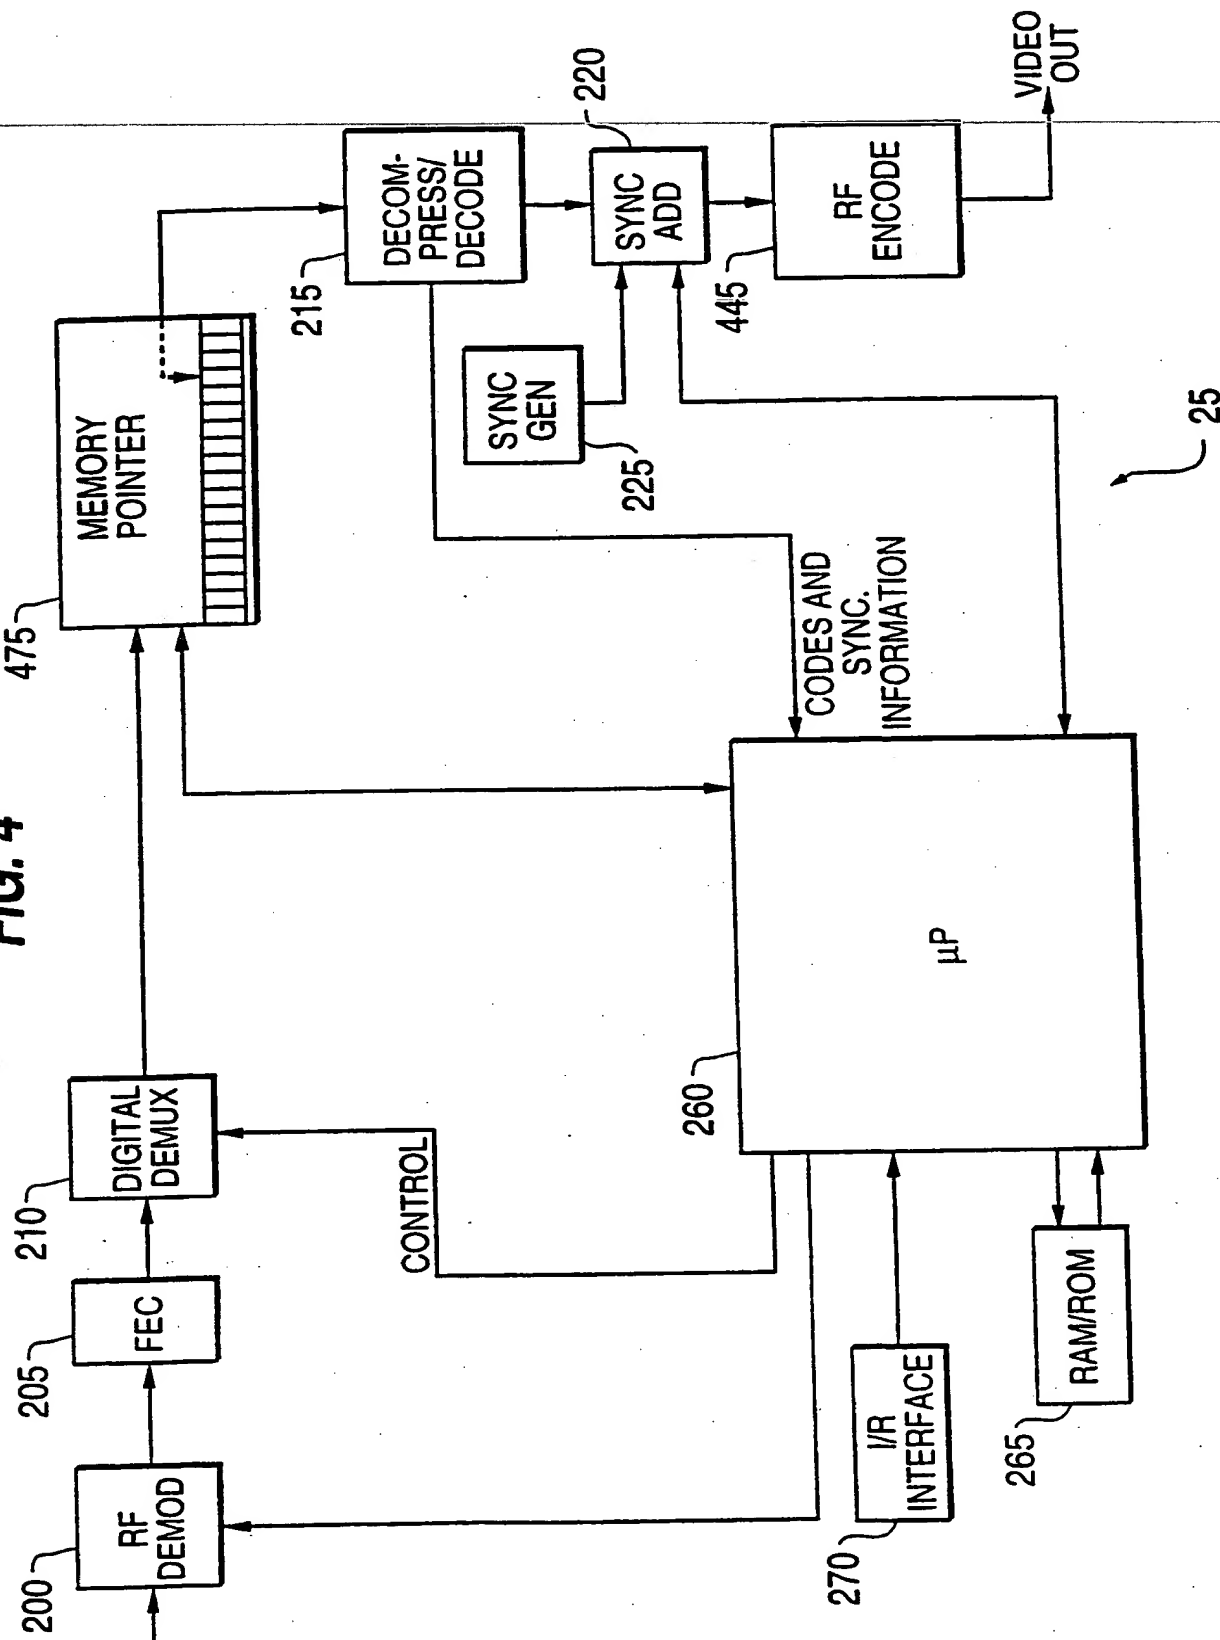 FIG. 4
200
RF
DEMOD
205
FEC
210
DIGITAL
DEMUX
475
MEMORY
POINTER
215
DECOM-
PRESS/
DECODE
220
SYNC
ADD
225
SYNC
GEN
445
RF
ENCODE
VIDEO
OUT
CONTROL
CODES AND
SYNC.
INFORMATION
260
µP
270
I/R
INTERFACE
265
RAM/ROM
25